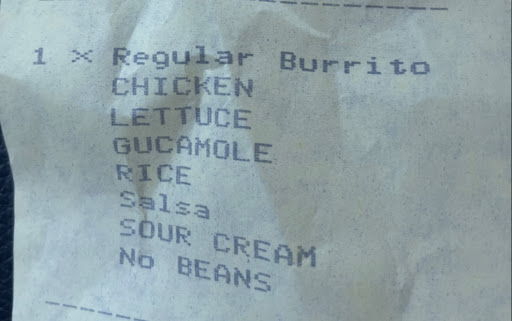 1 × Regular Burrito
CHICKEN
LETTUCE
GUCAMOLE
RICE
Salsa
SOUR CREAM
No BEANS